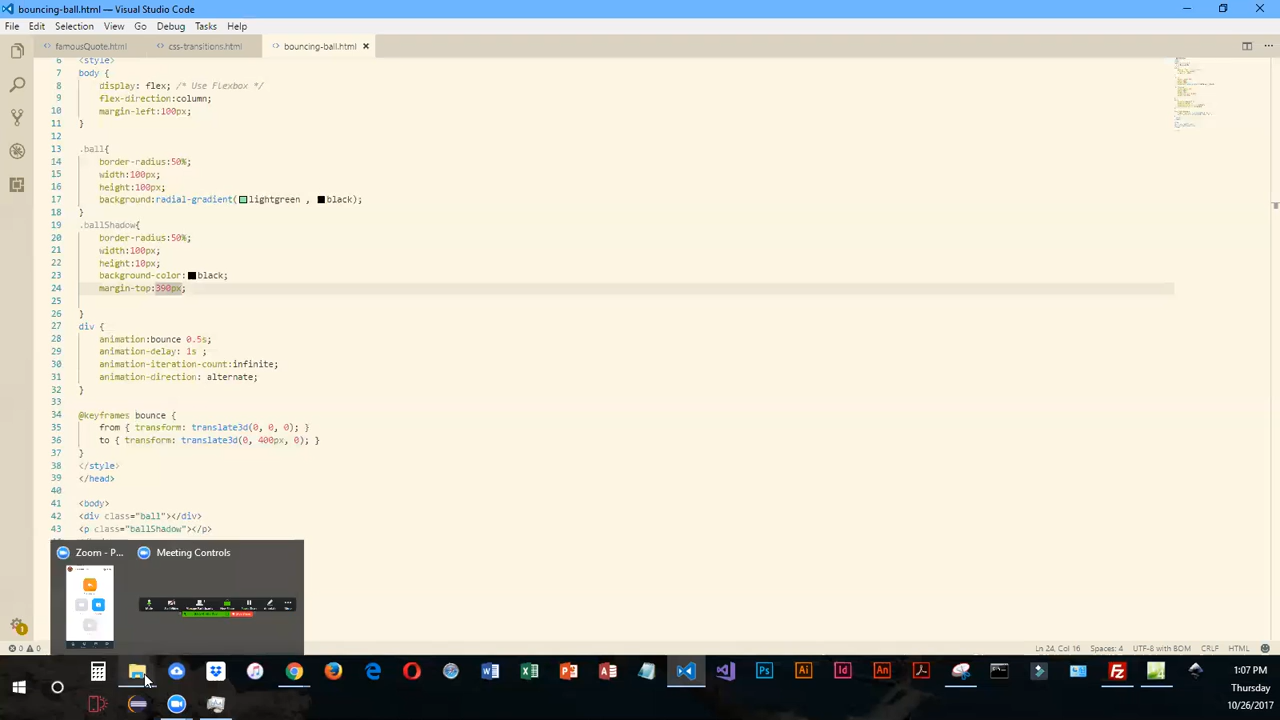 bouncing-ball.html — Visual Studio Code
File Edit Selection View Go Debug Tasks Help
famousQuote.html css-transitions.html bouncing-ball.html
6 <style>
7 body {
8 display: flex; /* Use Flexbox */
9 flex-direction:column;
10 margin-left:100px;
11 }
12
13 .ball{
14 border-radius:50%;
15 width:100px;
16 height:100px;
17 background:radial-gradient(lightgreen , black);
18 }
19 .ballShadow{
20 border-radius:50%;
21 width:100px;
22 height:10px;
23 background-color:black;
24 margin-top:390px;
25
26 }
27 div {
28 animation:bounce 0.5s;
29 animation-delay: 1s ;
30 animation-iteration-count:infinite;
31 animation-direction: alternate;
32 }
33
34 @keyframes bounce {
35 from { transform: translate3d(0, 0, 0); }
36 to { transform: translate3d(0, 400px, 0); }
37 }
38 </style>
39 </head>
40
41 <body>
42 <div class="ball"></div>
43 <p class="ballShadow"></p>
Zoom - P... Meeting Controls
0 0 Ln 24, Col 16 Spaces: 4 UTF-8 with BOM CRLF HTML
1:07 PM
Thursday
10/26/2017